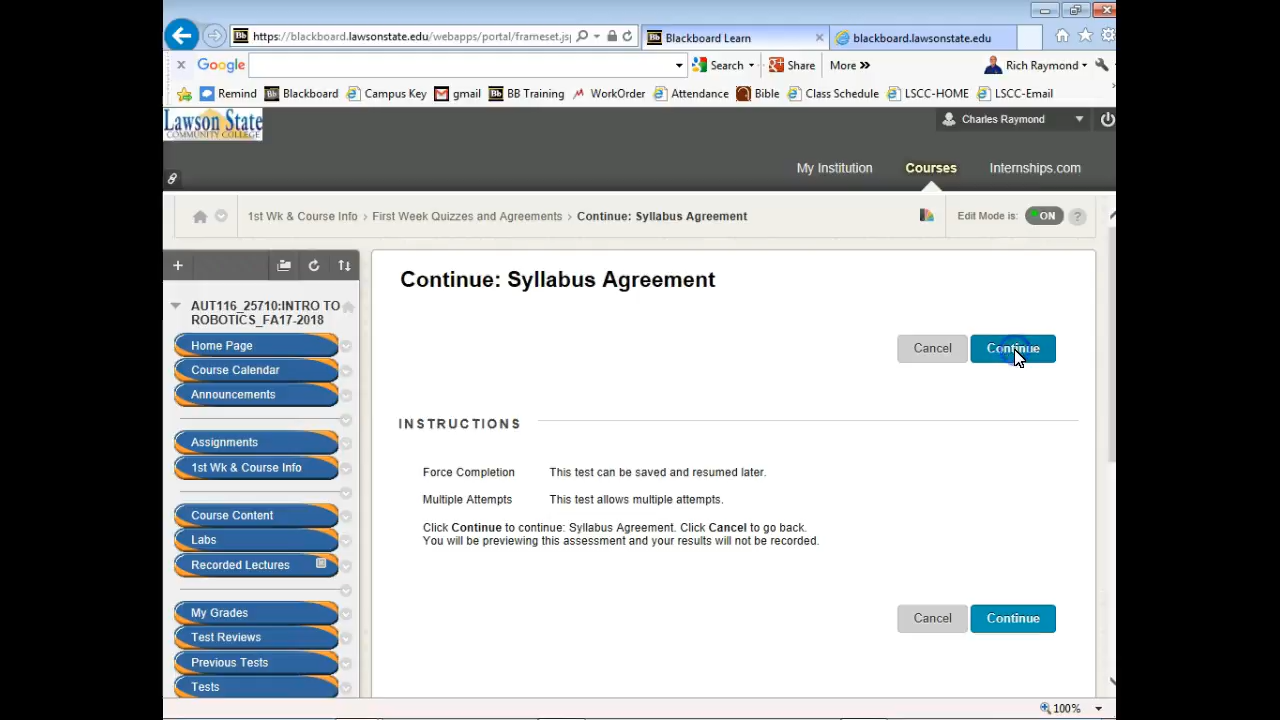 https://blackboard.lawsonstate.edu/webapps/portal/frameset.jsp
Blackboard Learn
blackboard.lawsonstate.edu
Google
Search
Share
More »
Rich Raymond
Remind
Blackboard
Campus Key
gmail
BB Training
WorkOrder
Attendance
Bible
Class Schedule
LSCC-HOME
LSCC-Email
Lawson State
COMMUNITY COLLEGE
Charles Raymond
My Institution
Courses
Internships.com
1st Wk & Course Info > First Week Quizzes and Agreements > Continue: Syllabus Agreement
Edit Mode is: ON ?
Continue: Syllabus Agreement
Cancel
Continue
AUT116_25710:INTRO TO
ROBOTICS_FA17-2018
Home Page
Course Calendar
Announcements
Assignments
1st Wk & Course Info
Course Content
Labs
Recorded Lectures
My Grades
Test Reviews
Previous Tests
Tests
INSTRUCTIONS
Force Completion This test can be saved and resumed later.
Multiple Attempts This test allows multiple attempts.
Click Continue to continue: Syllabus Agreement. Click Cancel to go back.
You will be previewing this assessment and your results will not be recorded.
Cancel
Continue
100%